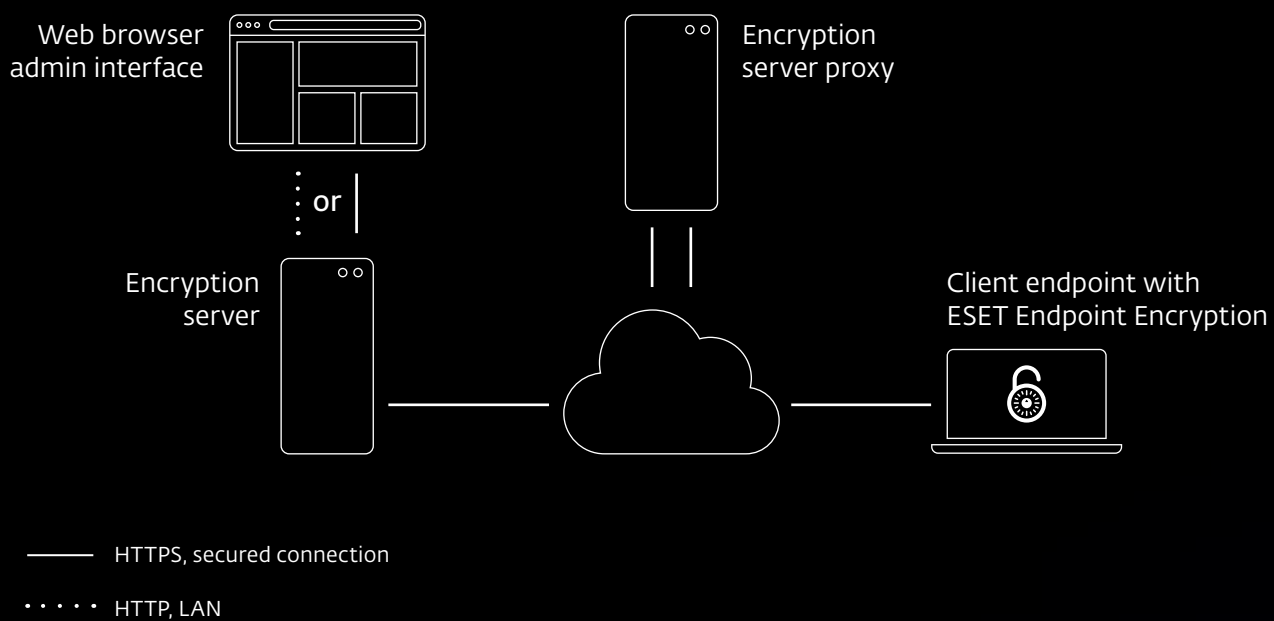 Web browser
admin interface
Encryption
server proxy
or
Encryption
server
Client endpoint with
ESET Endpoint Encryption
HTTPS, secured connection
HTTP, LAN